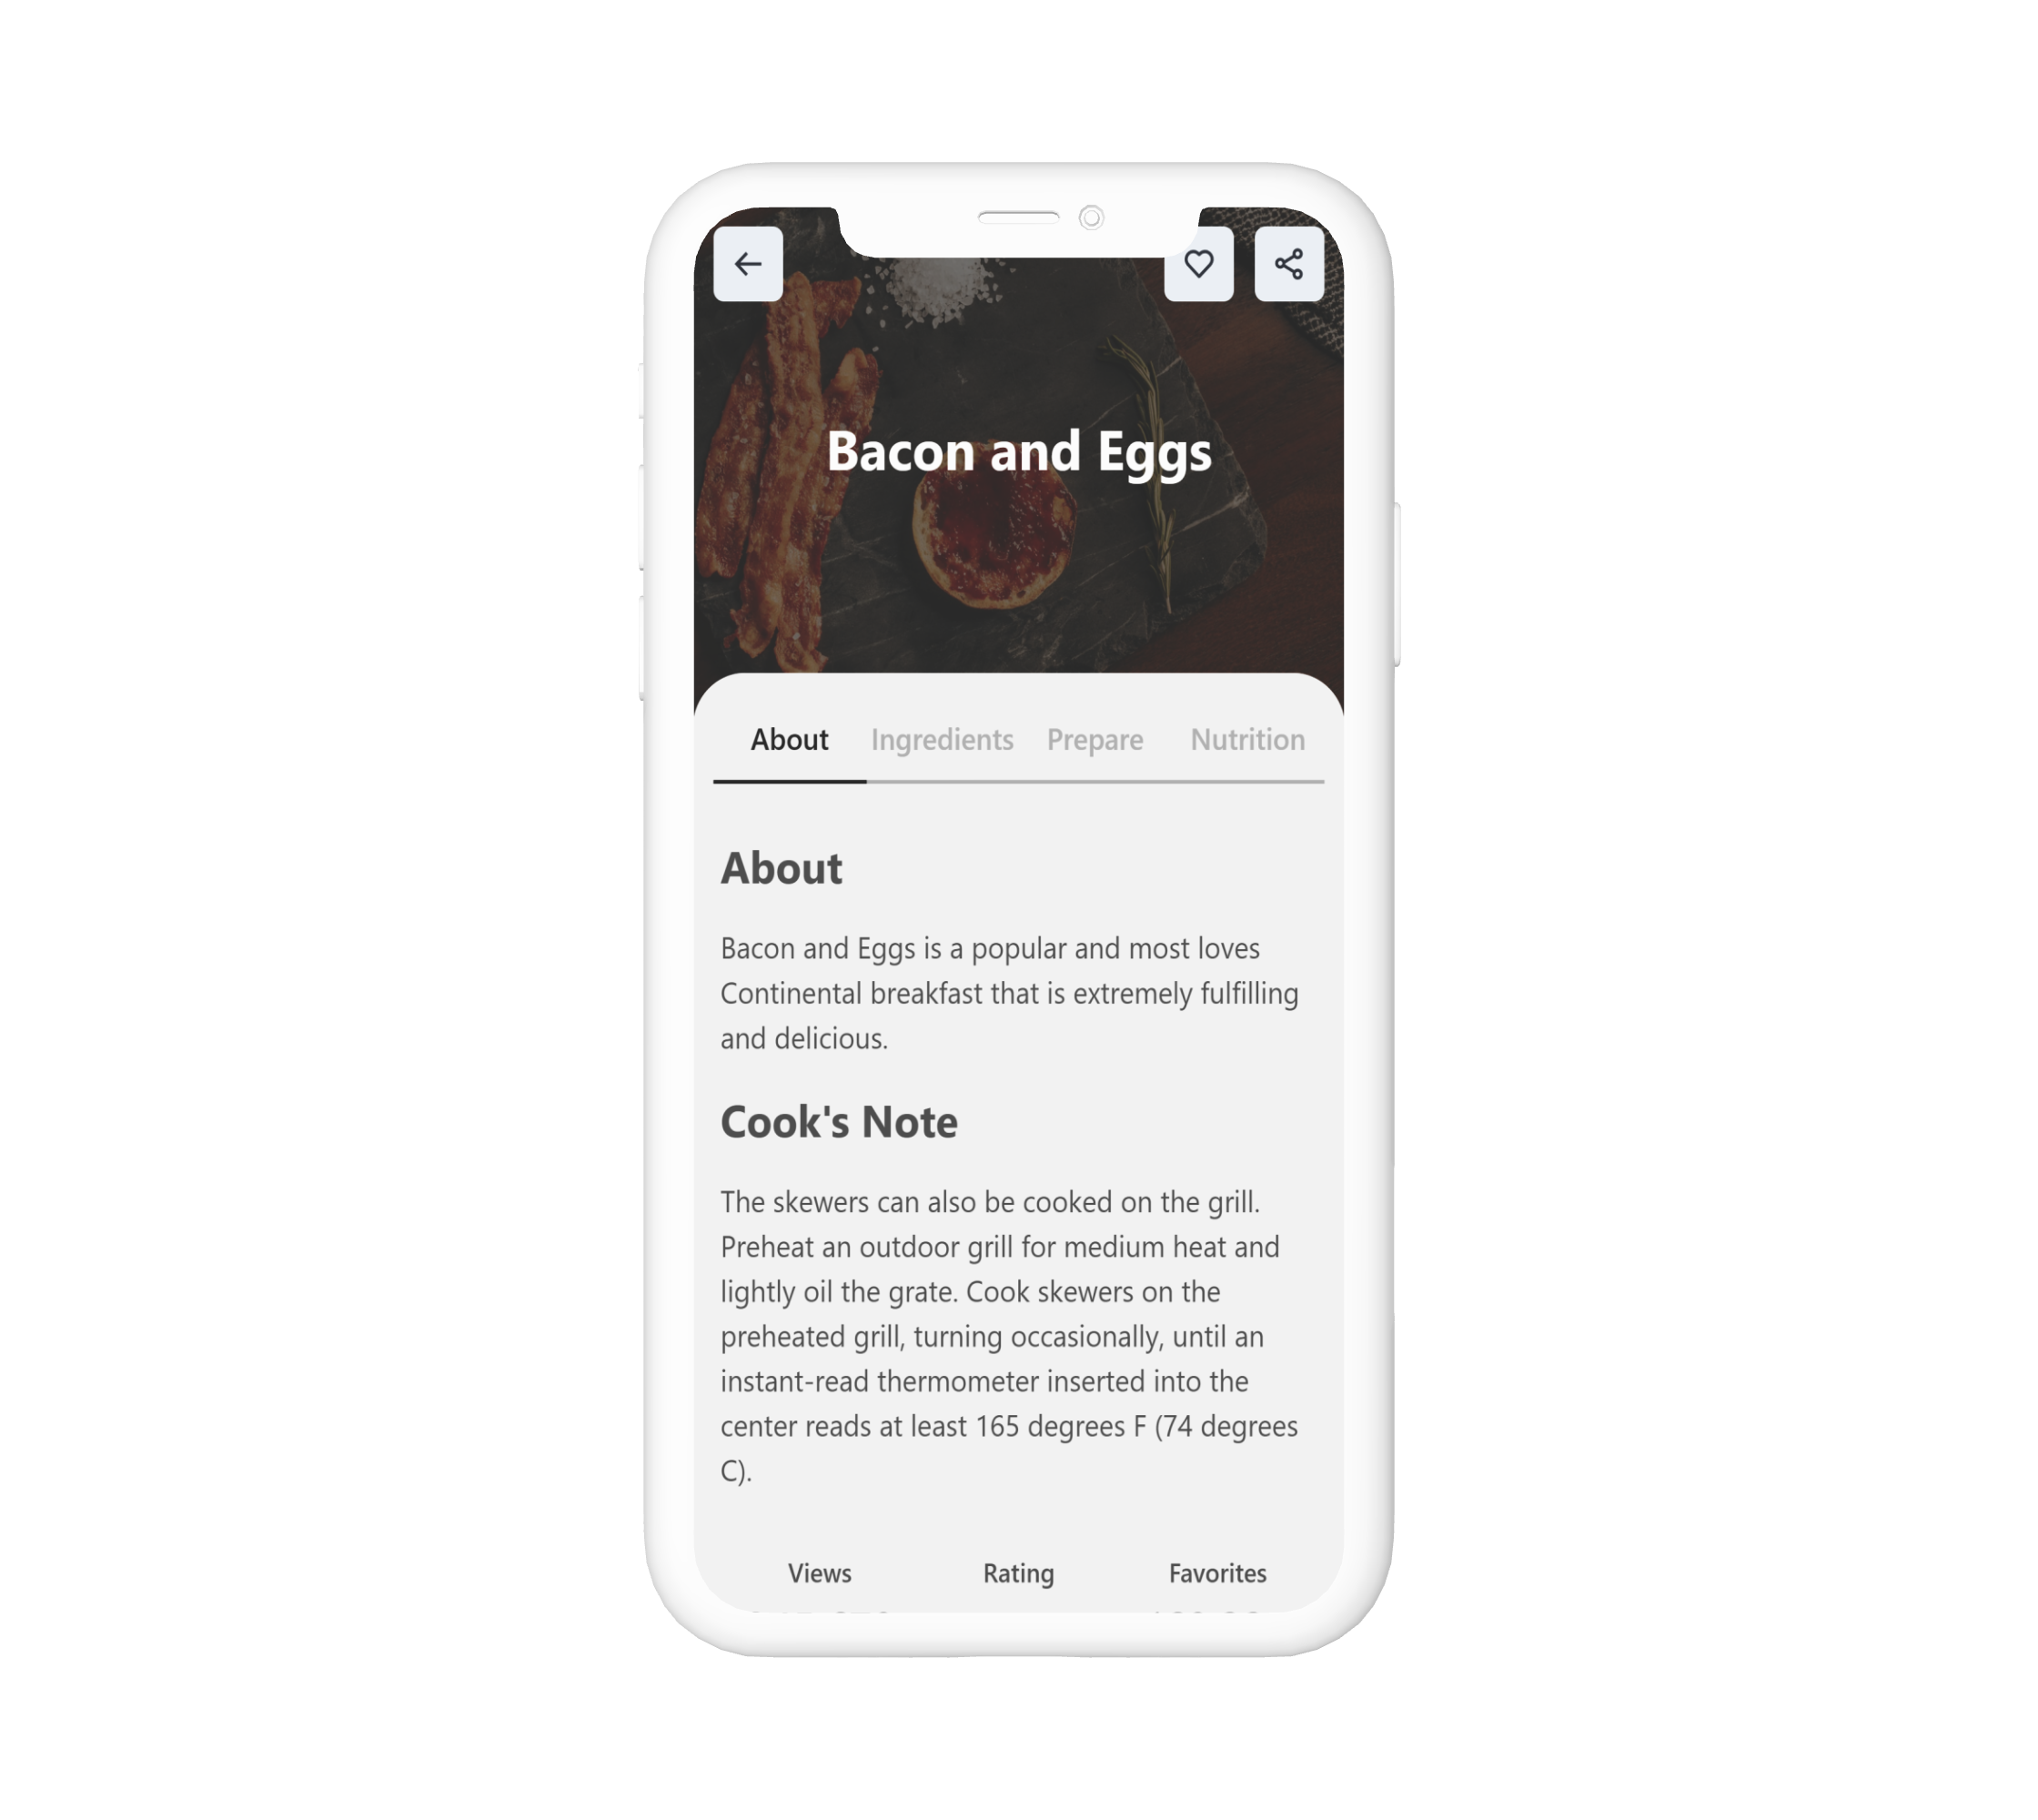 Bacon and Eggs
About Ingredients Prepare Nutrition
About
Bacon and Eggs is a popular and most loves
Continental breakfast that is extremely fulfilling
and delicious.
Cook's Note
The skewers can also be cooked on the grill.
Preheat an outdoor grill for medium heat and
lightly oil the grate. Cook skewers on the
preheated grill, turning occasionally, until an
instant-read thermometer inserted into the
center reads at least 165 degrees F (74 degrees
C).
Views Rating Favorites